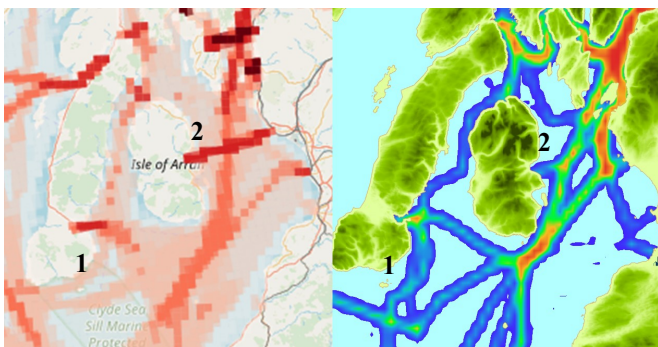 2
Isle of Arran
1
Clyde Sea
Sill Marine
Protected
2
1